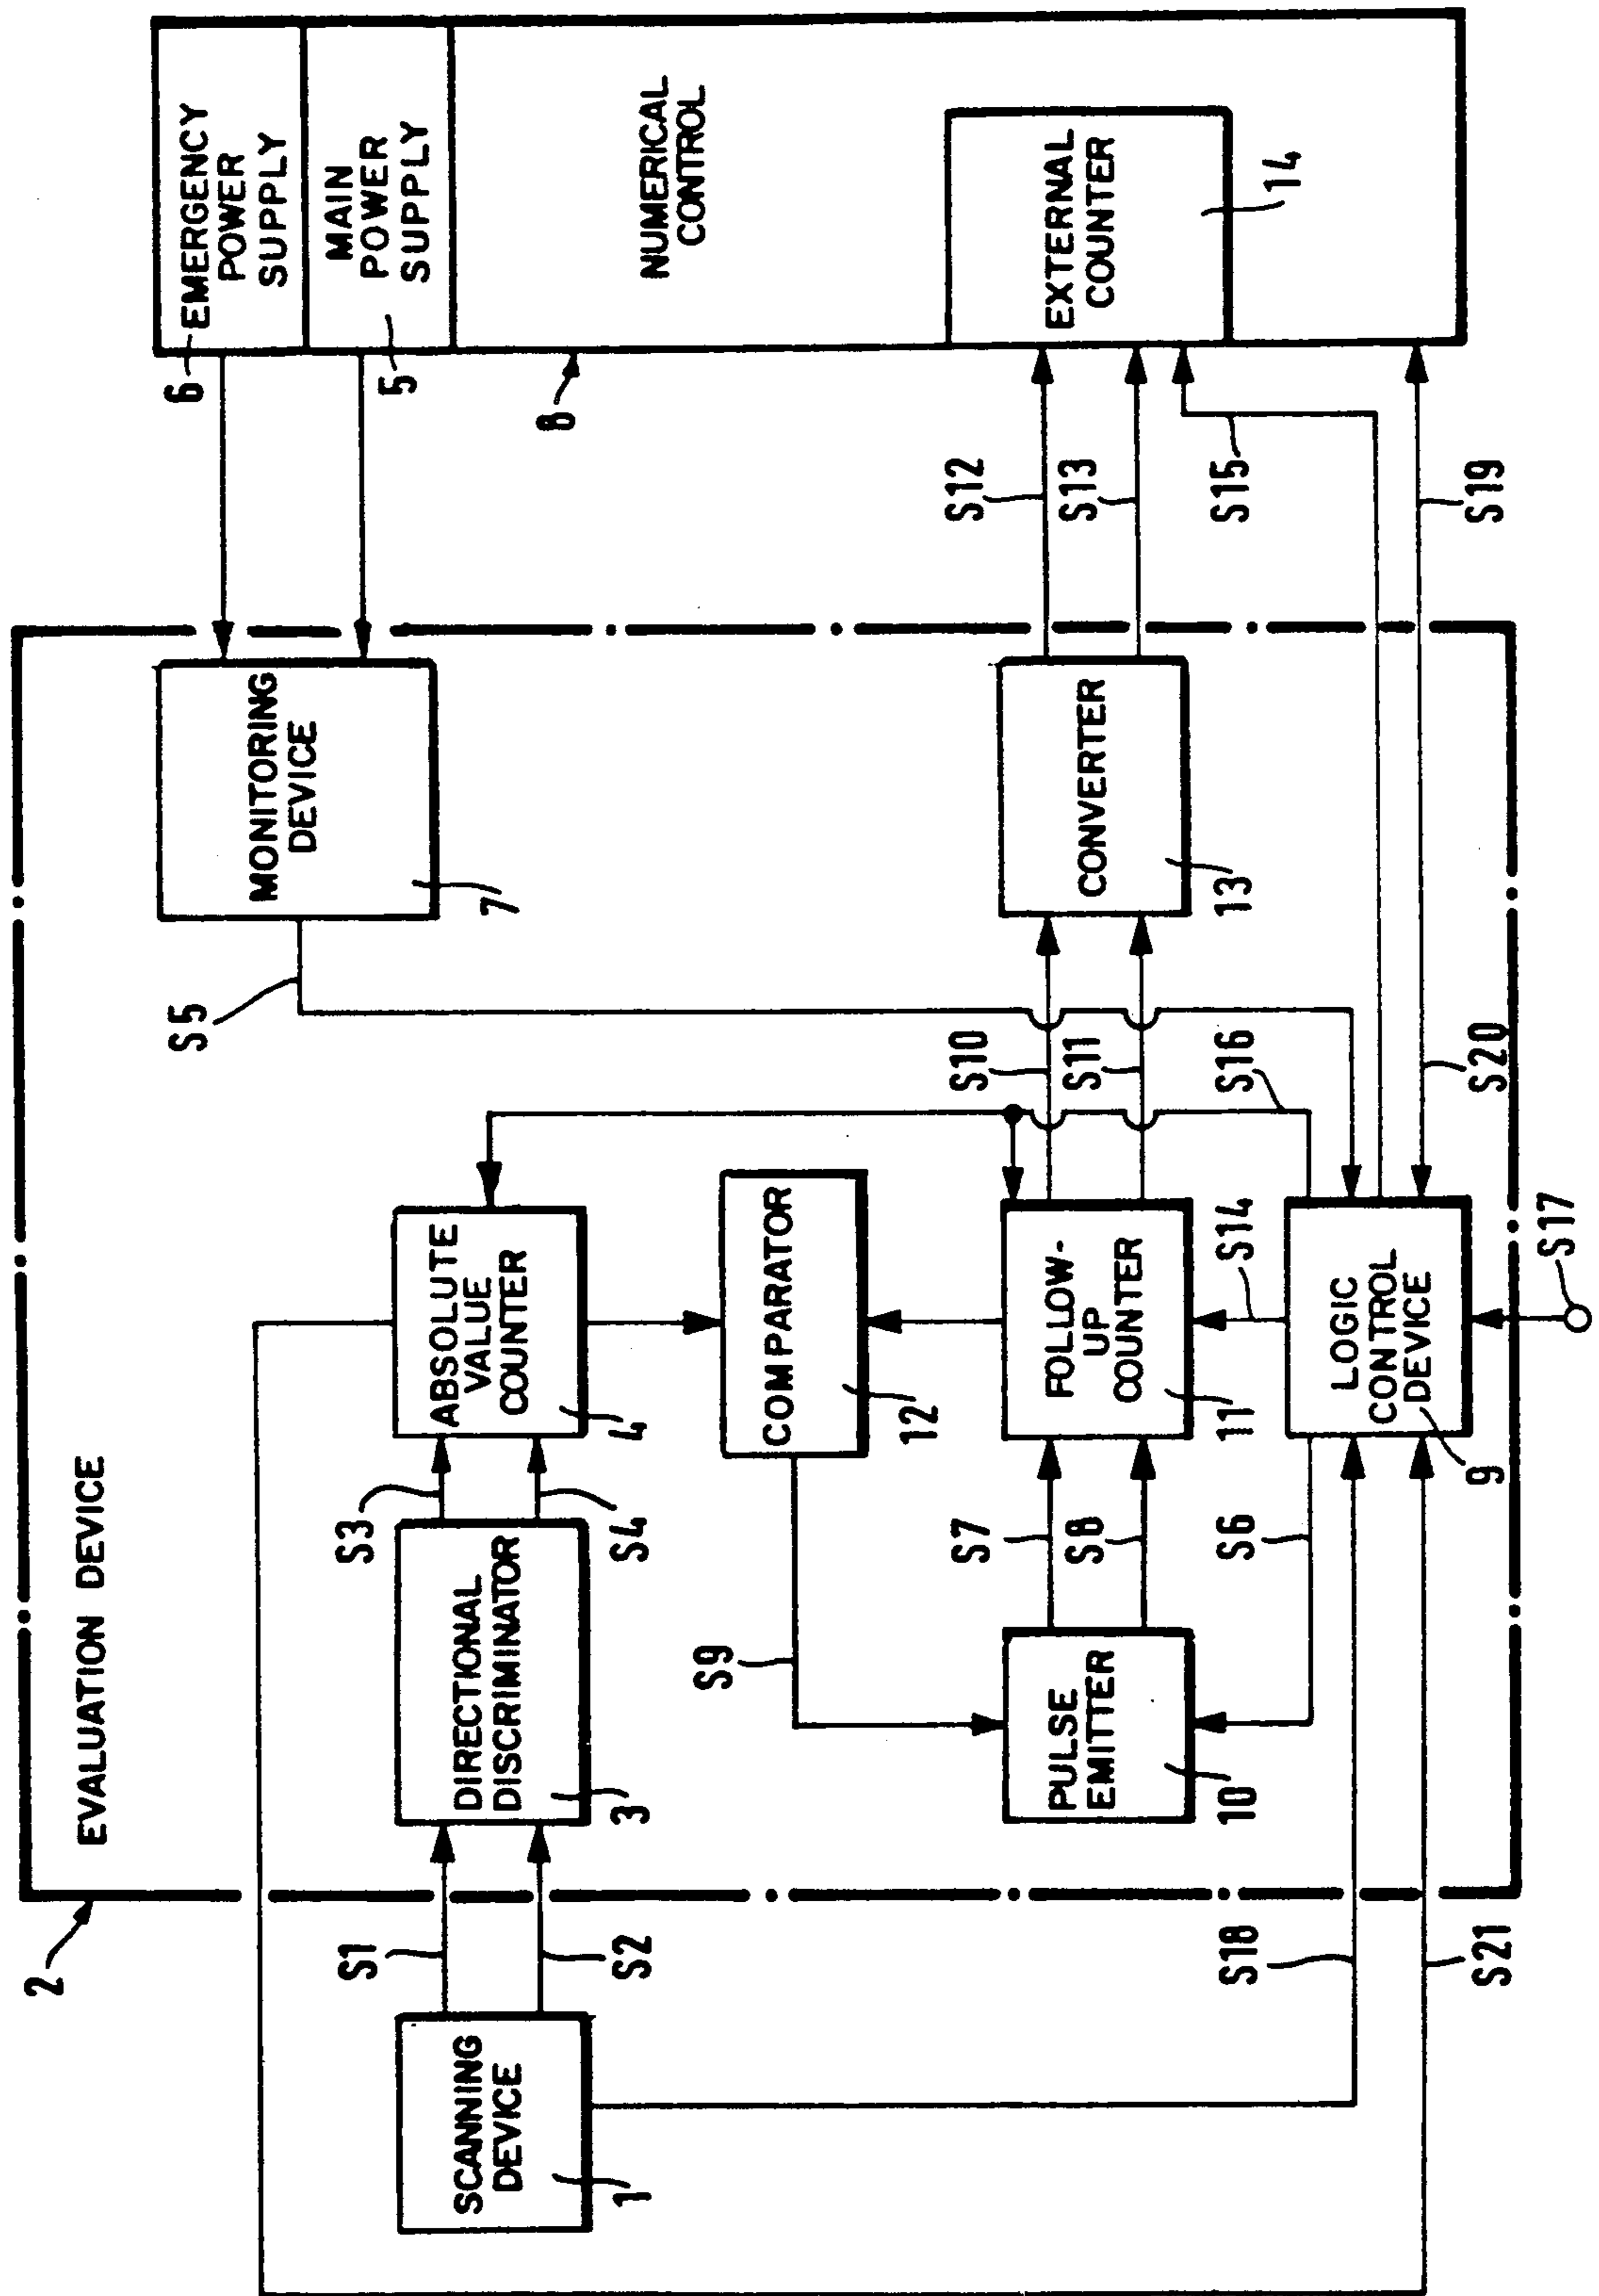 EVALUATION DEVICE
2
SCANNING
DEVICE
1
S1
S2
DIRECTIONAL
DISCRIMINATOR
3
S3
S4
ABSOLUTE
VALUE
COUNTER
4
S5
MONITORING
DEVICE
7
6
EMERGENCY
POWER
SUPPLY
5
MAIN
POWER
SUPPLY
8
NUMERICAL
CONTROL
S9
COMPARATOR
12
PULSE
EMITTER
10
S7
S8
FOLLOW-
UP
COUNTER
11
S10
S11
CONVERTER
13
S12
S13
EXTERNAL
COUNTER
14
S18
S6
S14
S16
S15
LOGIC
CONTROL
DEVICE
9
S21
S20
S19
S17